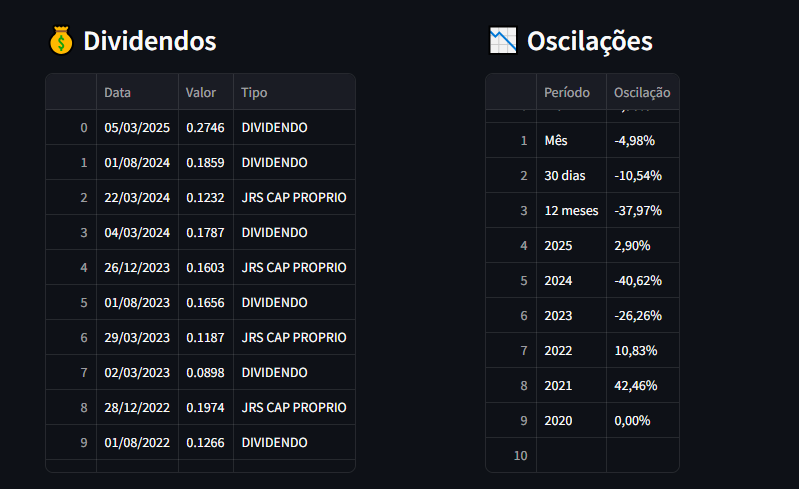 💰 Dividendos
Data Valor Tipo
0 05/03/2025 0.2746 DIVIDENDO
1 01/08/2024 0.1859 DIVIDENDO
2 22/03/2024 0.1232 JRS CAP PROPRIO
3 04/03/2024 0.1787 DIVIDENDO
4 26/12/2023 0.1603 JRS CAP PROPRIO
5 01/08/2023 0.1656 DIVIDENDO
6 29/03/2023 0.1187 JRS CAP PROPRIO
7 02/03/2023 0.0898 DIVIDENDO
8 28/12/2022 0.1974 JRS CAP PROPRIO
9 01/08/2022 0.1266 DIVIDENDO
📉 Oscilações
Período Oscilação
1 Mês -4,98%
2 30 dias -10,54%
3 12 meses -37,97%
4 2025 2,90%
5 2024 -40,62%
6 2023 -26,26%
7 2022 10,83%
8 2021 42,46%
9 2020 0,00%
10